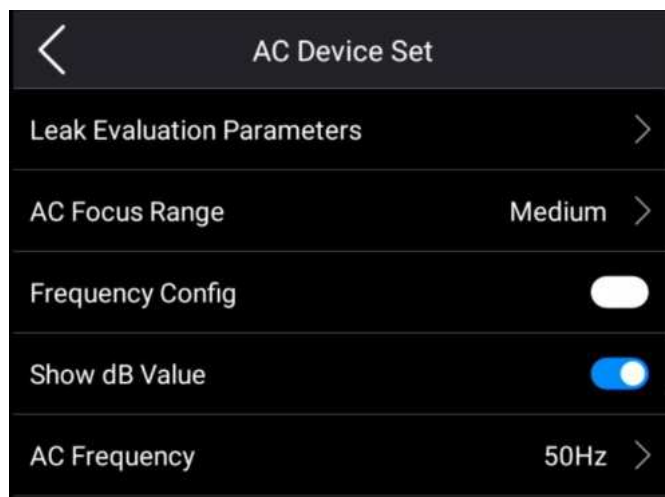 AC Device Set
Leak Evaluation Parameters
AC Focus Range Medium
Frequency Config
Show dB Value
AC Frequency 50Hz